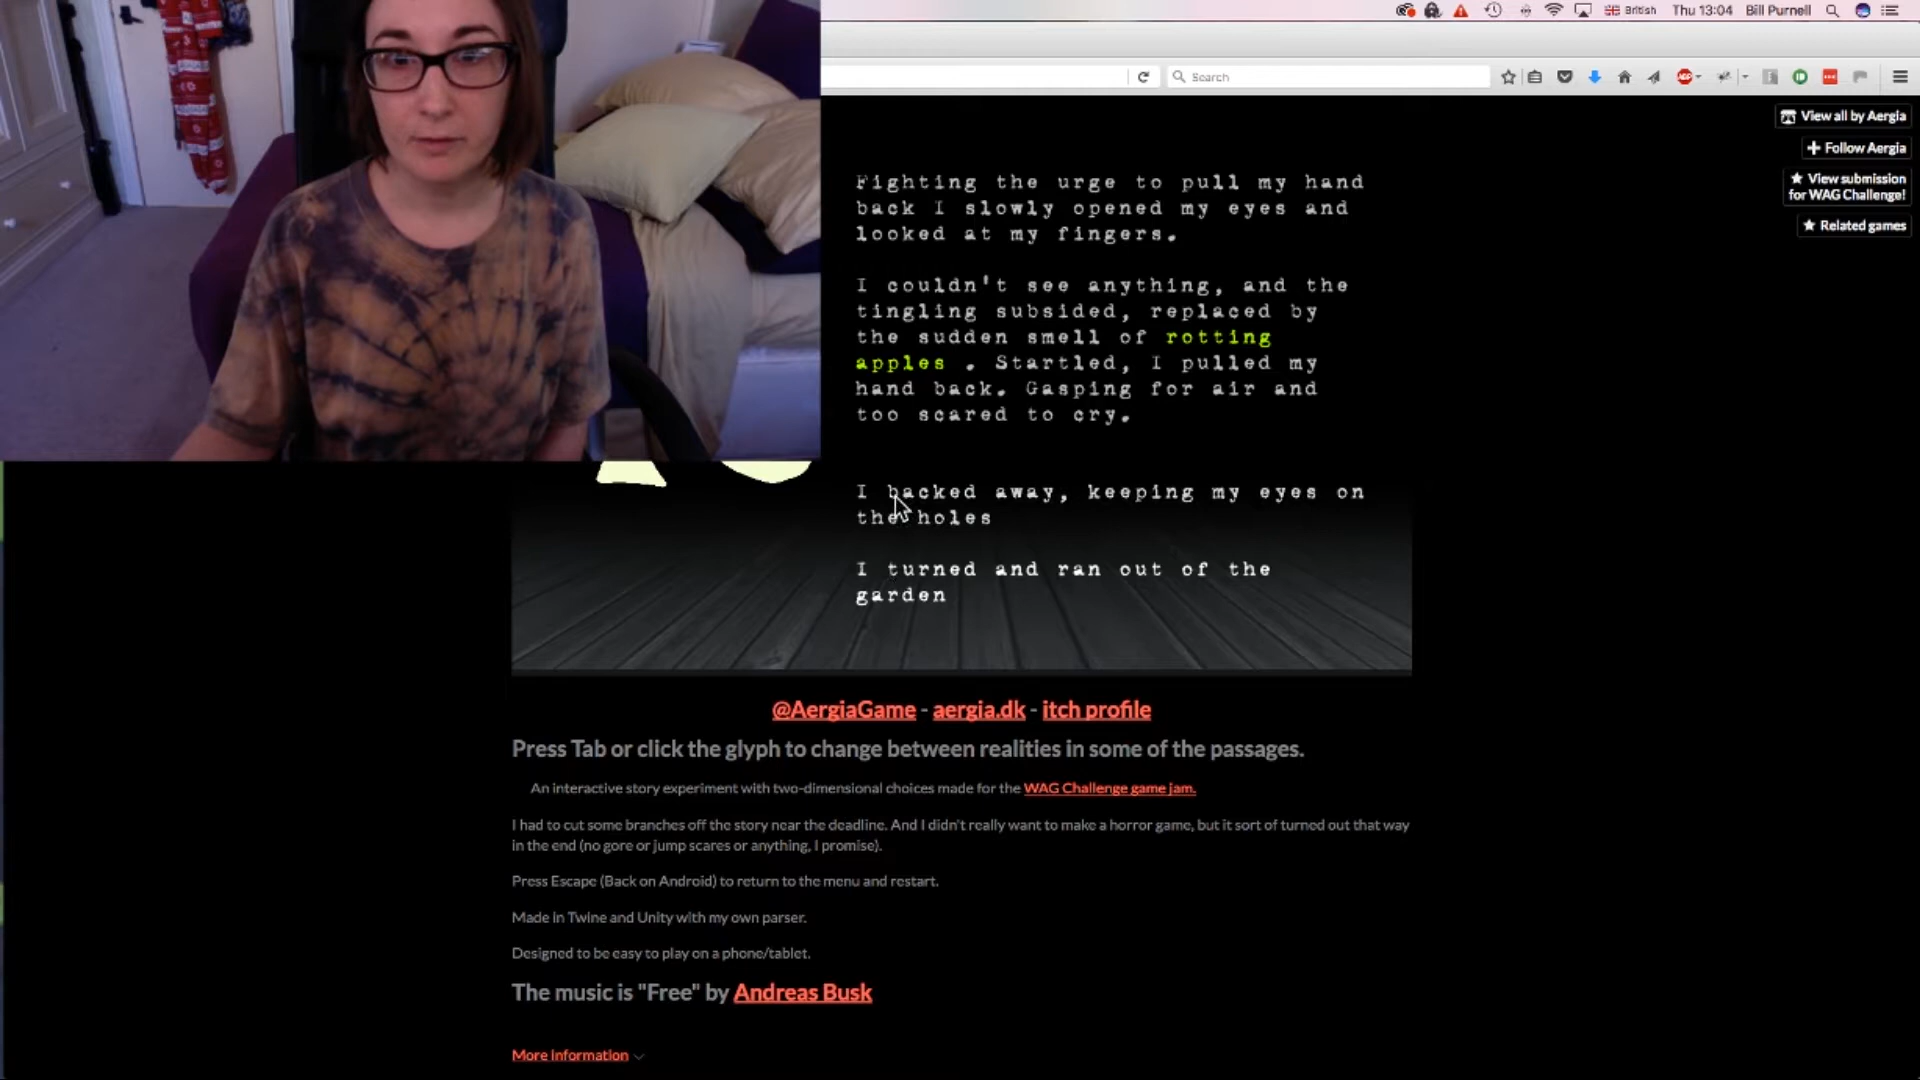 British Thu 13:04 Bill Purnell
Search
ABP
View all by Aergia
Follow Aergia
View submission
for WAG Challenge!
Related games
Fighting the urge to pull my hand
back I slowly opened my eyes and
looked at my fingers.
I couldn't see anything, and the
tingling subsided, replaced by
the sudden smell of rotting
apples . Startled, I pulled my
hand back. Gasping for air and
too scared to cry.
I backed away, keeping my eyes on
the holes
I turned and ran out of the
garden
@AergiaGame - aergia.dk - itch profile
Press Tab or click the glyph to change between realities in some of the passages.
An interactive story experiment with two-dimensional choices made for the WAG Challenge game jam.
I had to cut some branches off the story near the deadline. And I didn't really want to make a horror game, but it sort of turned out that way
in the end (no gore or jump scares or anything, I promise).
Press Escape (Back on Android) to return to the menu and restart.
Made in Twine and Unity with my own parser.
Designed to be easy to play on a phone/tablet.
The music is "Free" by Andreas Busk
More information